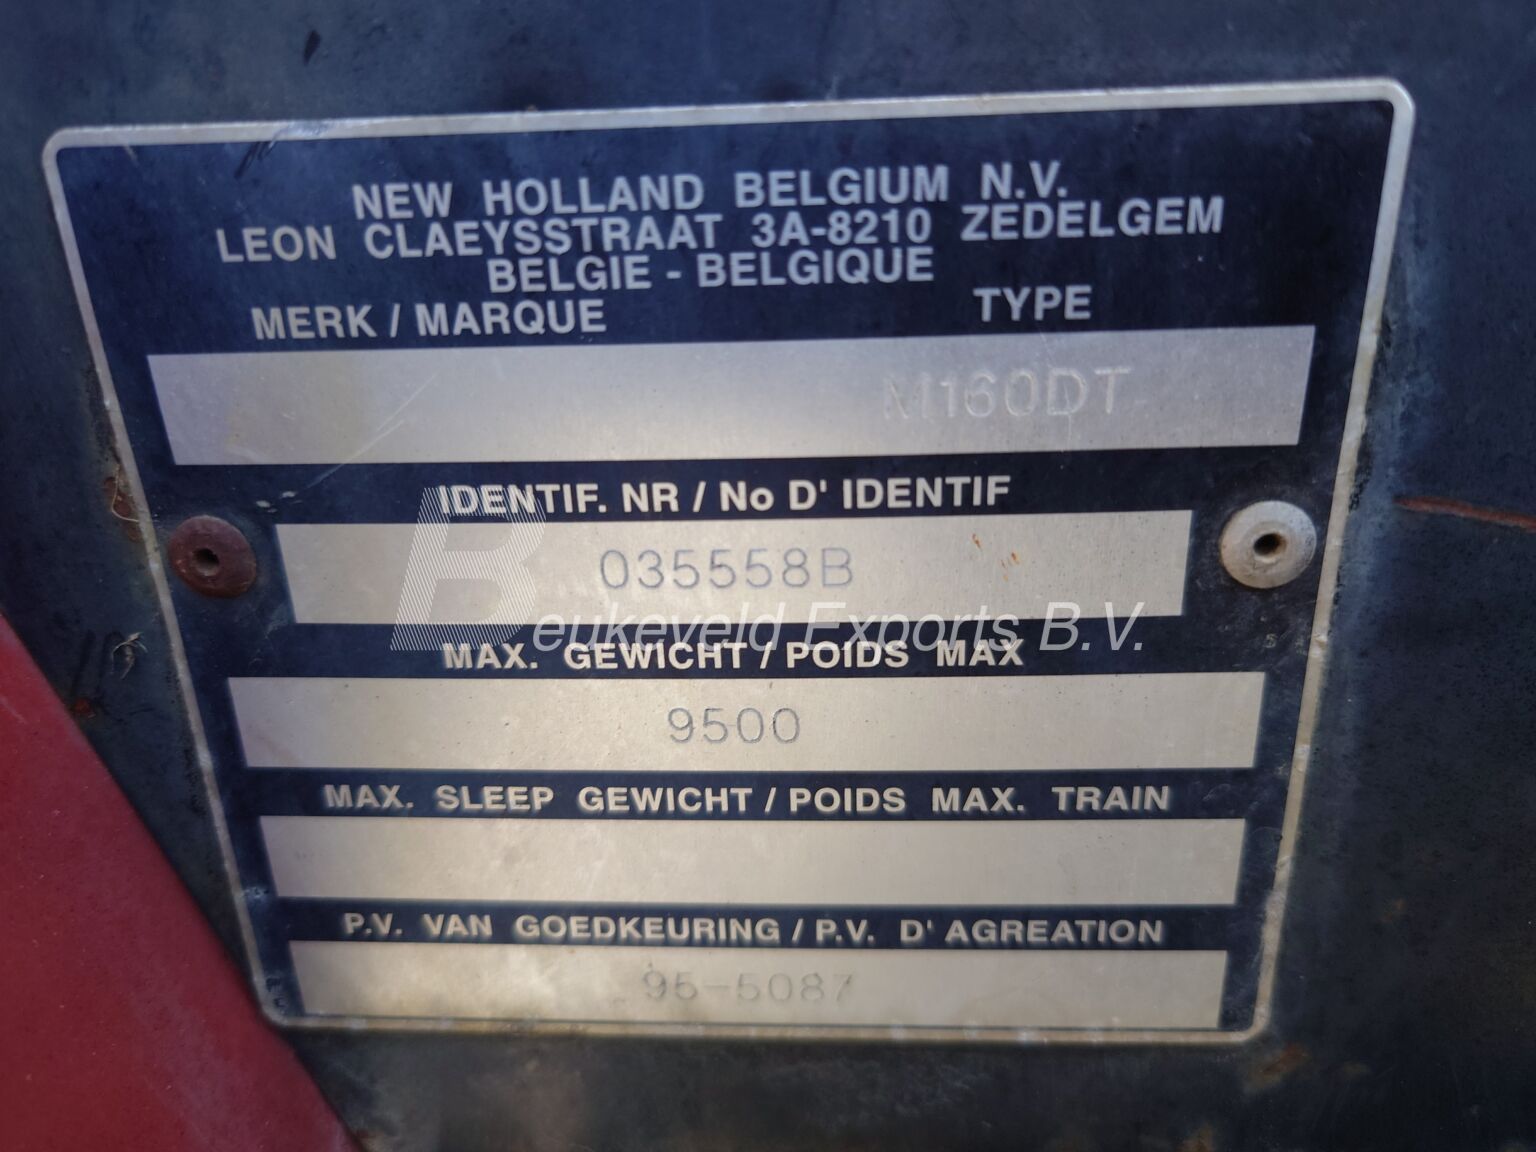 NEW HOLLAND BELGIUM N.V.
LEON CLAEYSSTRAAT 3A-8210 ZEDELGEM
BELGIE - BELGIQUE
MERK / MARQUE TYPE
M160DT
IDENTIF. NR / No D' IDENTIF
035558B
Beukeveld Exports B.V.
MAX. GEWICHT / POIDS MAX
9500
MAX. SLEEP GEWICHT / POIDS MAX. TRAIN
P.V. VAN GOEDKEURING / P.V. D' AGREATION
95-5087